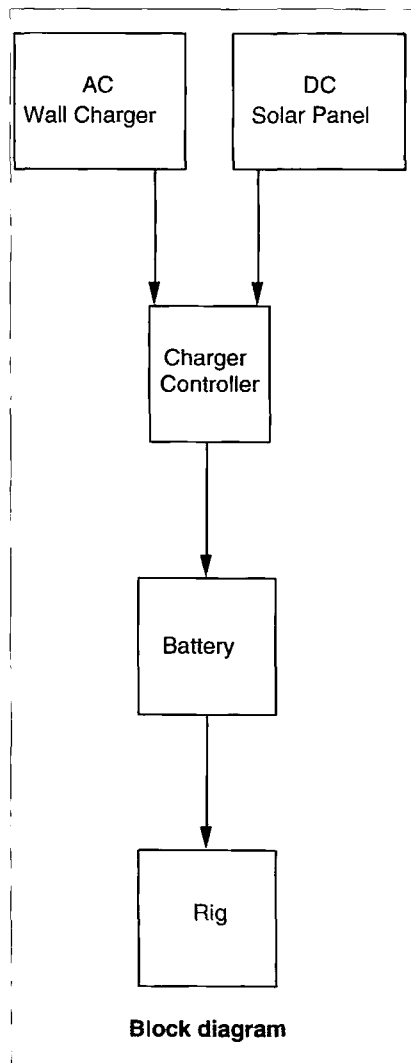 AC
Wall Charger
DC
Solar Panel
Charger
Controller
Battery
Rig
Block diagram